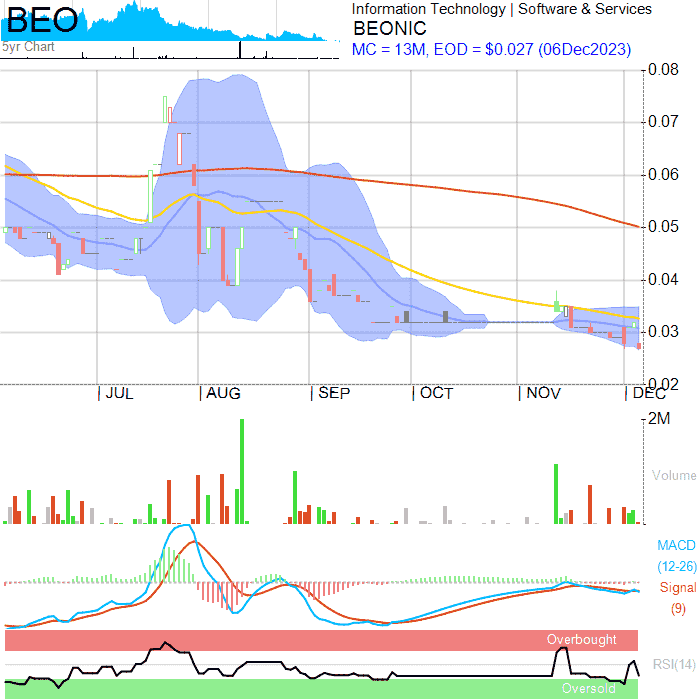 BEO
5yr Chart
Information Technology | Software & Services
BEONIC
MC = 13M, EOD = $0.027 (06Dec2023)
0.08
0.07
0.06
0.05
0.04
0.03
0.02
JUL AUG SEP OCT NOV DEC
2M
Volume
MACD
(12-26)
Signal
(9)
Overbought
RSI(14)
Oversold